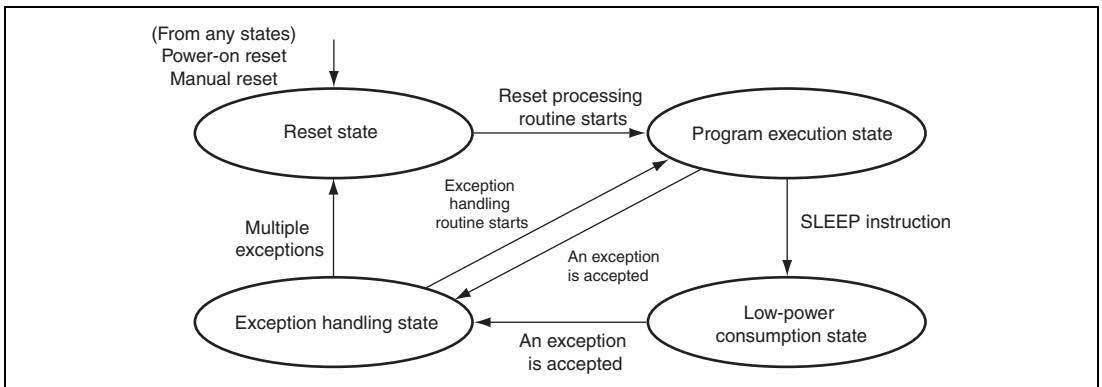 (From any states)
Power-on reset
Manual reset
Reset state
Reset processing
routine starts
Program execution state
Exception
handling
routine starts
Multiple
exceptions
An exception
is accepted
SLEEP instruction
Exception handling state
An exception
is accepted
Low-power
consumption state